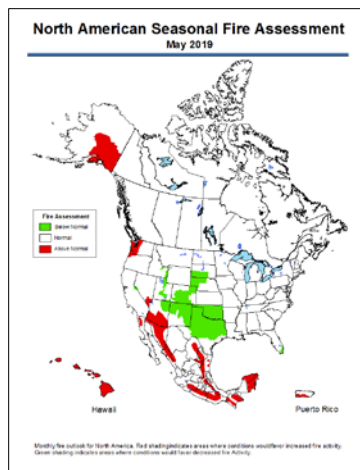 North American Seasonal Fire Assessment
May 2019
Fire Assessment
Below Normal
Normal
Above Normal
Hawaii
Puerto Rico
Monthly fire outlook for North America. Red shading indicates areas where conditions would favor increased fire activity.
Green shading indicates areas where conditions would favor decreased fire activity.